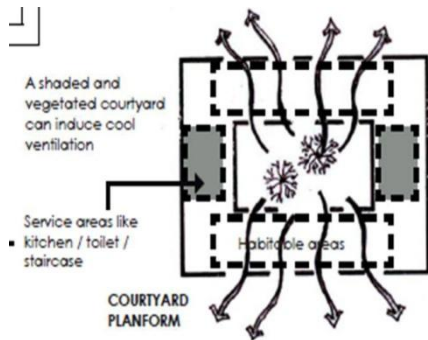 A shaded and
vegetated courtyard
can induce cool
ventilation
Service areas like
kitchen / toilet /
staircase
Habitable areas
COURTYARD
PLANFORM